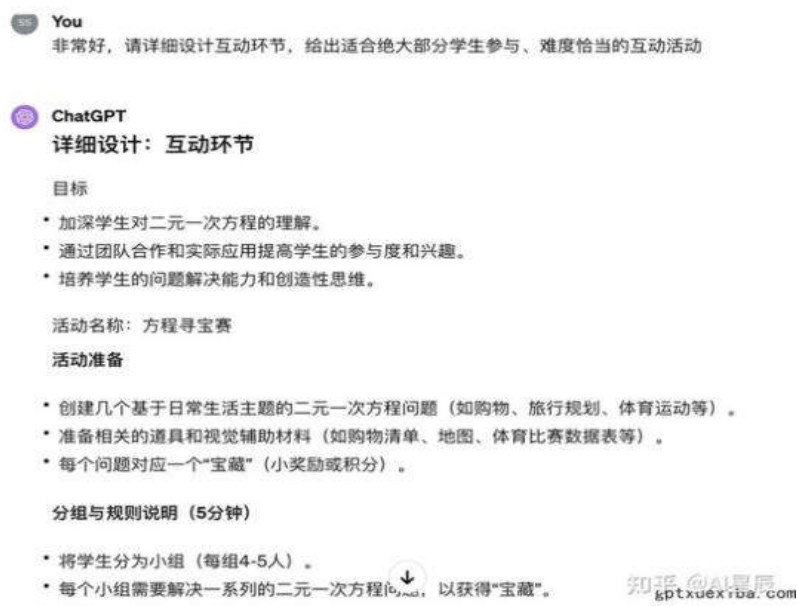 SS
You
非常好，请详细设计互动环节，给出适合绝大部分学生参与、难度恰当的互动活动
ChatGPT
详细设计：互动环节
目标
• 加深学生对二元一次方程的理解。
• 通过团队合作和实际应用提高学生的参与度和兴趣。
• 培养学生的问题解决能力和创造性思维。
活动名称：方程寻宝赛
活动准备
• 创建几个基于日常生活主题的二元一次方程问题（如购物、旅行规划、体育运动等）。
• 准备相关的道具和视觉辅助材料（如购物清单、地图、体育比赛数据表等）。
• 每个问题对应一个“宝藏”（小奖励或积分）。
分组与规则说明（5分钟）
• 将学生分为小组（每组4-5人）。
• 每个小组需要解决一系列的二元一次方程问题，以获得“宝藏”。
知乎 @AI星辰
gptxuexiba.com